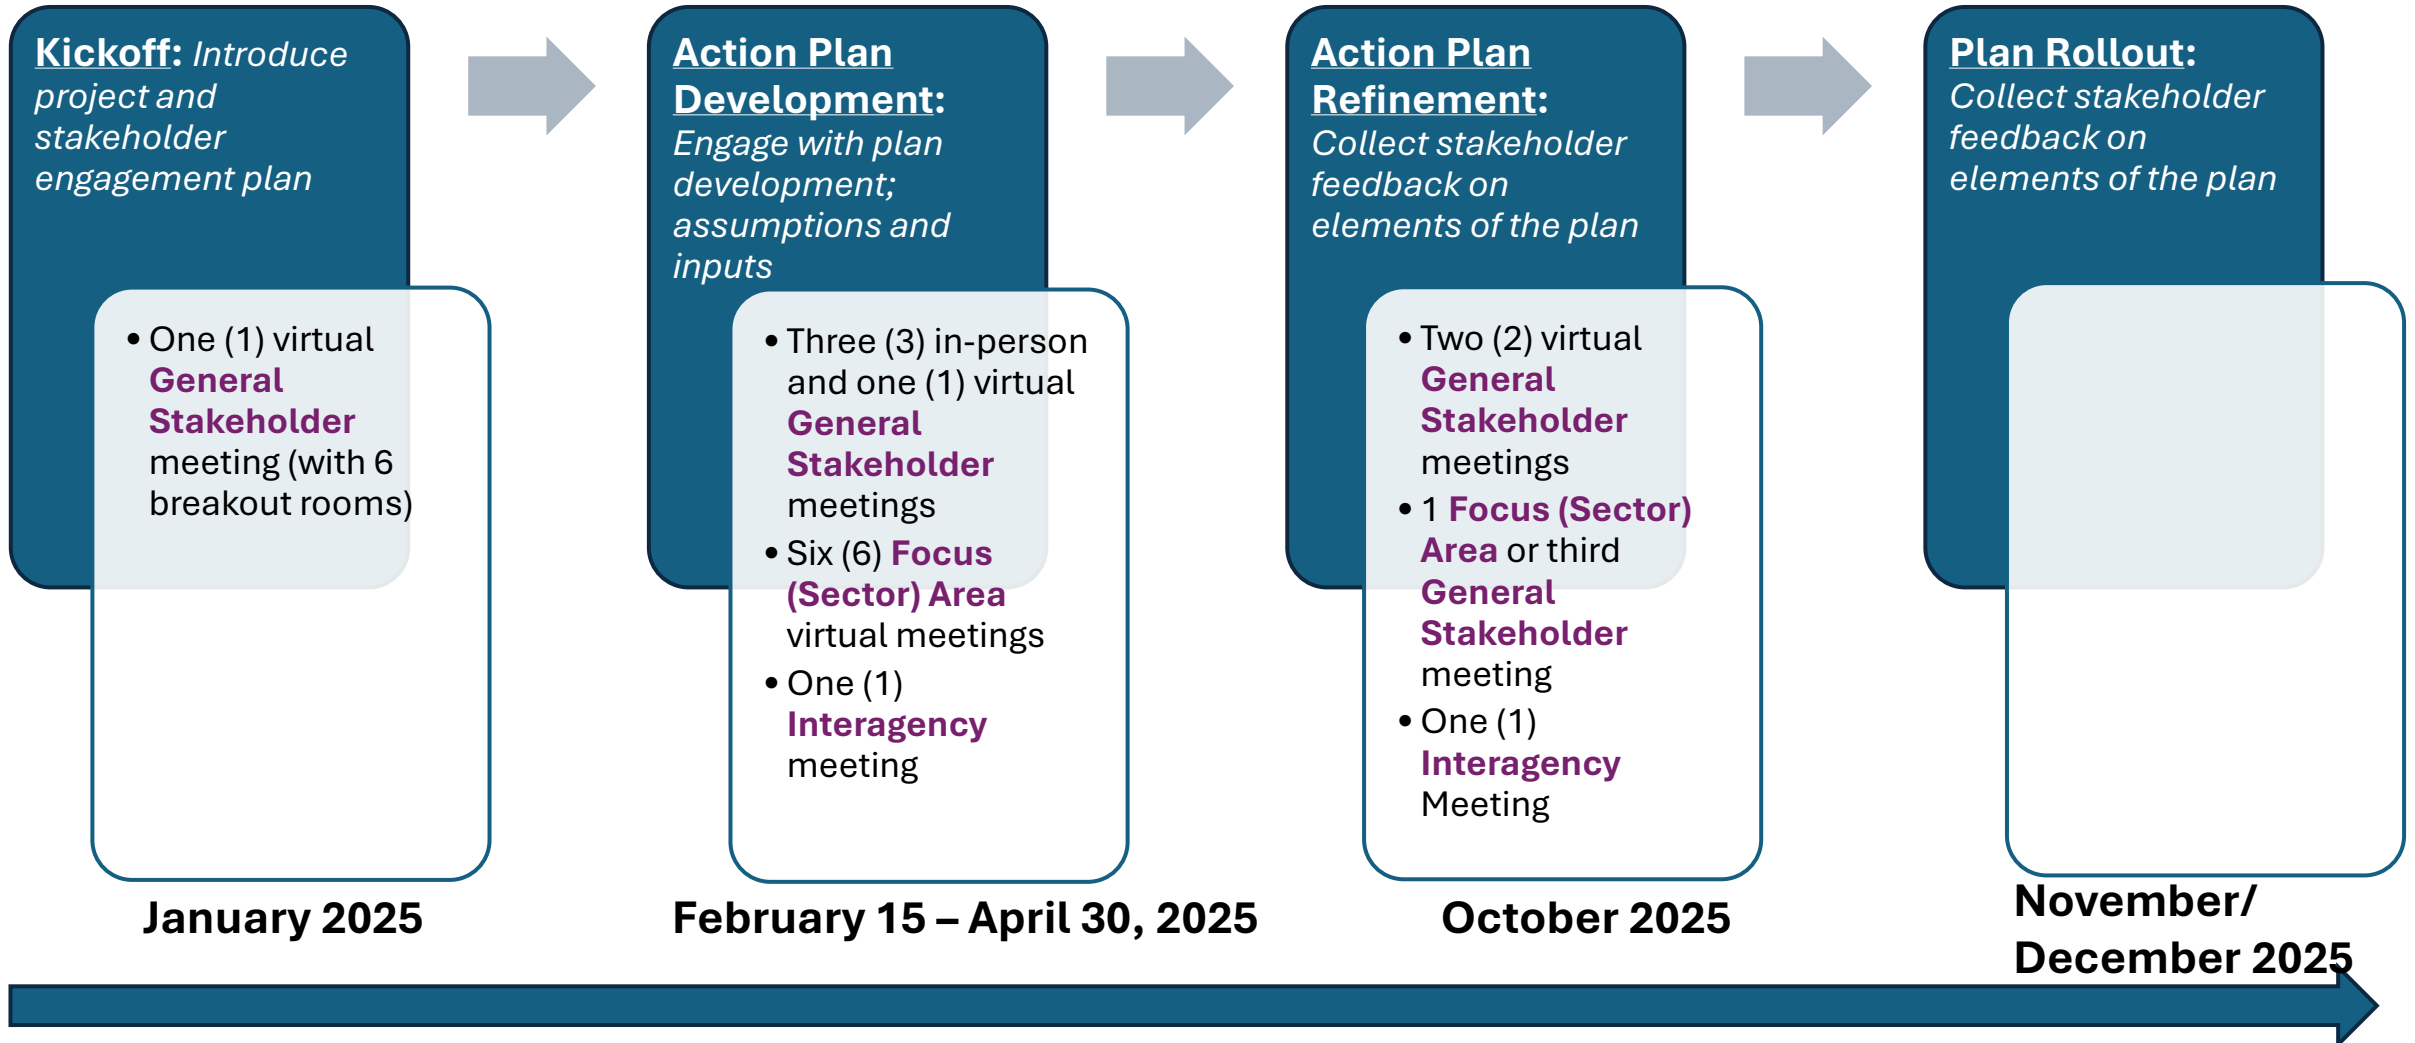 Kickoff: Introduce
project and
stakeholder
engagement plan
• One (1) virtual
General
Stakeholder
meeting (with 6
breakout rooms)
January 2025
Action Plan
Development:
Engage with plan
development;
assumptions and
inputs
• Three (3) in-person
and one (1) virtual
General
Stakeholder
meetings
• Six (6) Focus
(Sector) Area
virtual meetings
• One (1)
Interagency
meeting
February 15 – April 30, 2025
Action Plan
Refinement:
Collect stakeholder
feedback on
elements of the plan
• Two (2) virtual
General
Stakeholder
meetings
• 1 Focus (Sector)
Area or third
General
Stakeholder
meeting
• One (1)
Interagency
Meeting
October 2025
Plan Rollout:
Collect stakeholder
feedback on
elements of the plan
November/
December 2025